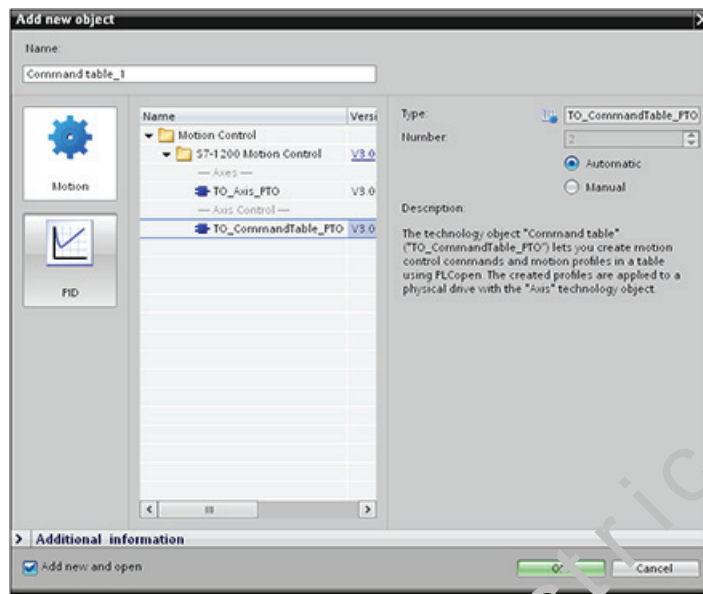 Add new object
Name:
Command table_1
Motion
PID
Name Versi
Motion Control
S7-1200 Motion Control V3.0
— Axes —
TO_Axis_PTO V3.0
— Axis Control —
TO_CommandTable_PTO V3.0
Type: TO_CommandTable_PTO
Number: 2
Automatic
Manual
Description:
The technology object "Command table"
("TO_CommandTable_PTO") lets you create motion
control commands and motion profiles in a table
using PLCopen. The created profiles are applied to a
physical drive with the "Axis" technology object.
Additional information
Add new and open
Cancel